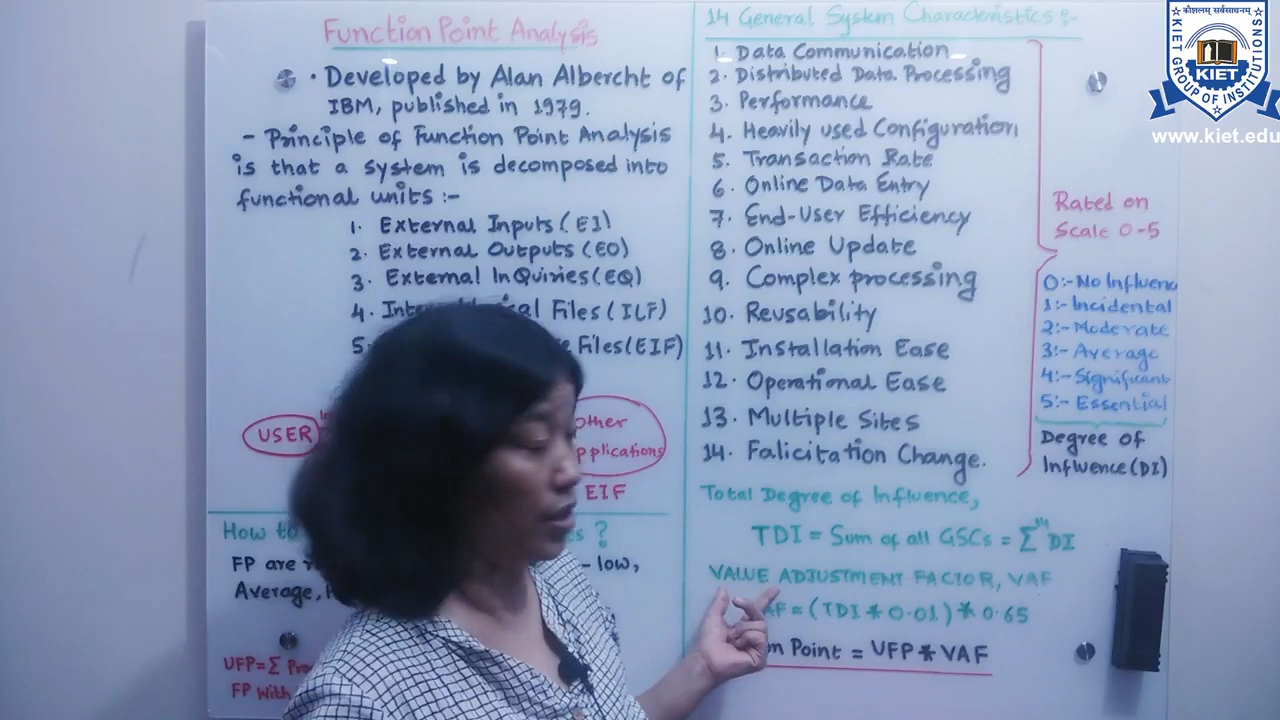 Function Point Analysis
• Developed by Alan Albercht of
IBM, published in 1979.
- Principle of Function Point Analysis
is that a system is decomposed into
functional units :-
1. External Inputs (EI)
2. External Outputs (EO)
3. External InQuiries (EQ)
4. Files (ILF)
5. Files (EIF)
USER
other
applications
EIF
How to ?
FP are - low,
Average,
UFP = Σ
FP With
14 General System Characteristics :-
1. Data Communication
2. Distributed Data Processing
3. Performance
4. Heavily used Configuration
5. Transaction Rate
6. Online Data Entry
7. End-User Efficiency
8. Online Update
9. Complex processing
10. Reusability
11. Installation Ease
12. Operational Ease
13. Multiple Sites
14. Falicitation Change.
Rated on
Scale 0-5
0:- No Influenc
1:- Incidental
2:- Moderate
3:- Average
4:- Significant
5:- Essential
Degree of
Influence (DI)
Total Degree of Influence,
TDI = Sum of all GSCs = Σ¹⁴ DI
VALUE ADJUSTMENT FACTOR, VAF
= (TDI * 0.01) * 0.65
Point = UFP * VAF
कौशलम् सर्वसाधनम्
KIET
KIET GROUP OF INSTITUTIONS
www.kiet.edu